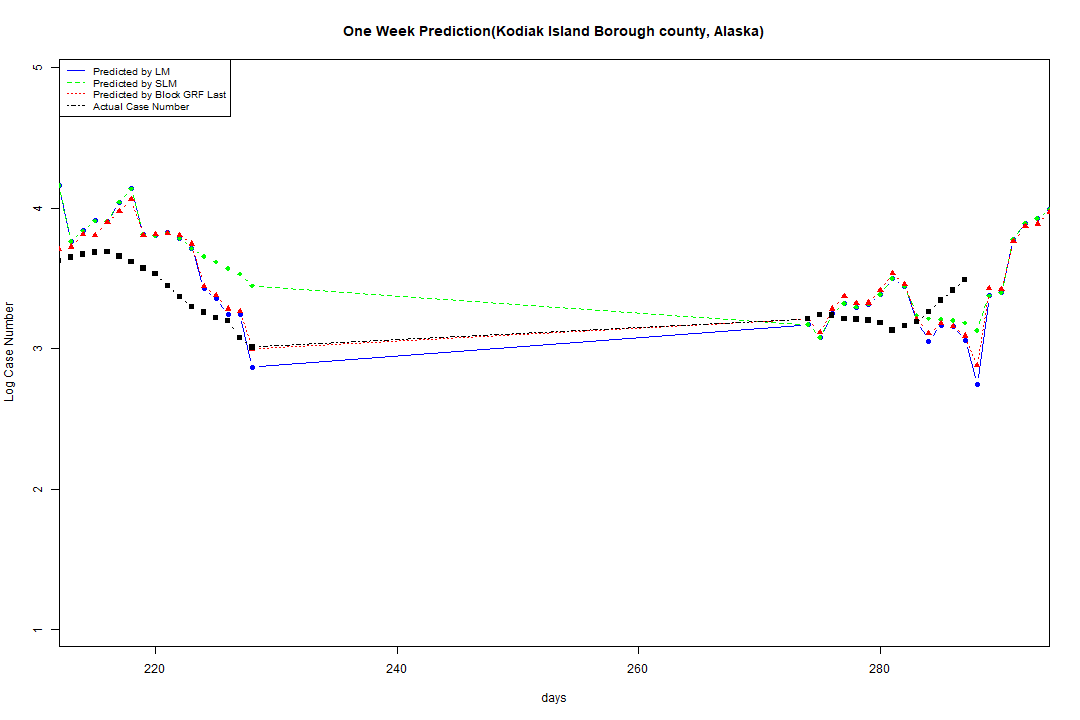 One Week Prediction(Kodiak Island Borough county, Alaska)
Predicted by LM
Predicted by SLM
Predicted by Block GRF Last
Actual Case Number
5
4
3
2
1
Log Case Number
220 240 260 280
days